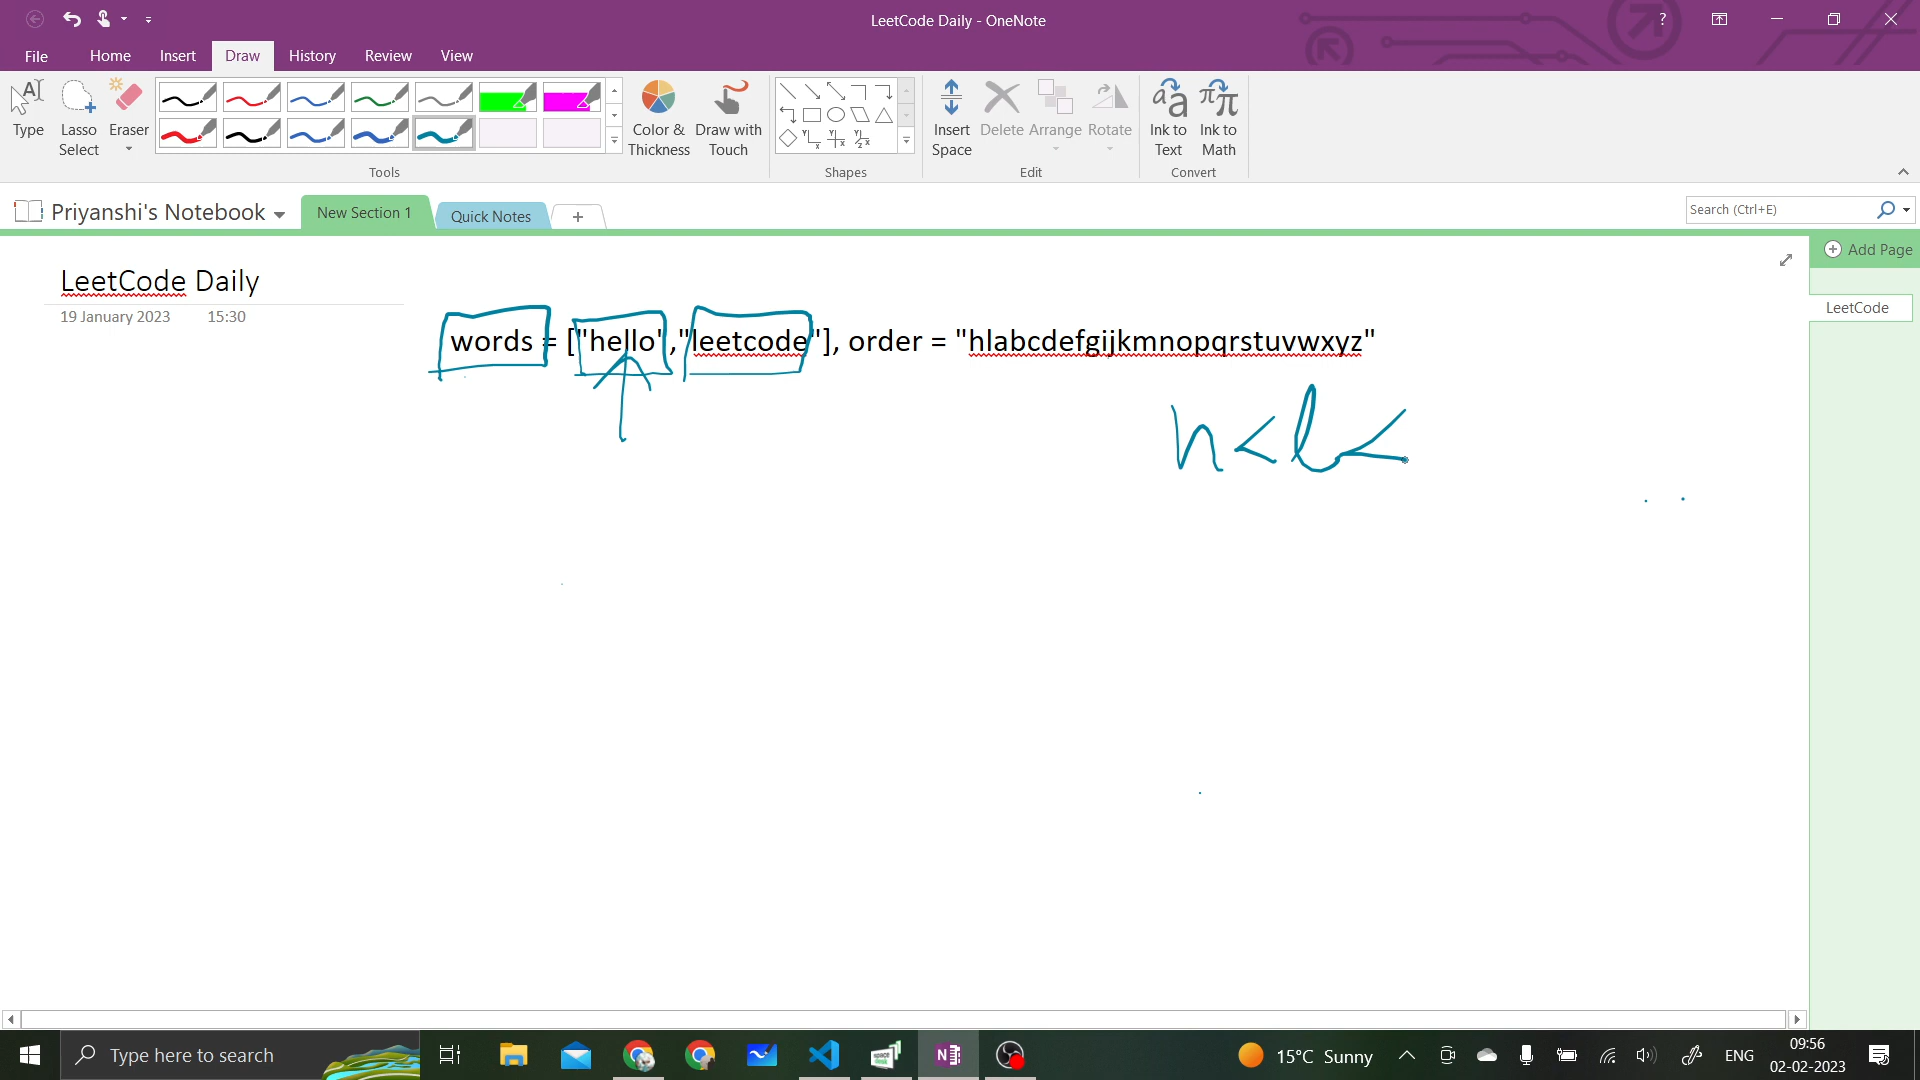 LeetCode Daily - OneNote
?
File Home Insert Draw History Review View
Type
Lasso Select
Eraser
Color & Thickness
Draw with Touch
Insert Space
Delete
Arrange
Rotate
Ink to Text
Ink to Math
Tools
Shapes
Edit
Convert
Priyanshi's Notebook
New Section 1
Quick Notes
+
Search (Ctrl+E)
Add Page
LeetCode Daily
19 January 2023 15:30
LeetCode
words = ["hello","leetcode"], order = "hlabcdefgijkmnopqrstuvwxyz"
h<l<
Type here to search
15°C Sunny
ENG
09:56
02-02-2023